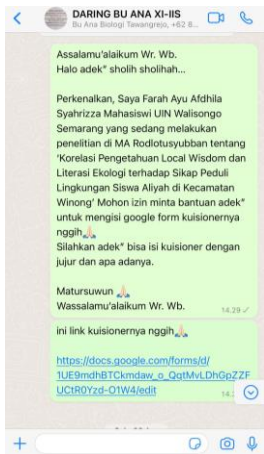 DARING BU ANA XI-IIS
Bu Ana Biologi Tawangrejo, +62 8...
Assalamu'alaikum Wr. Wb.
Halo adek" sholih sholihah...
Perkenalkan, Saya Farah Ayu Afdhila
Syahrizza Mahasiswi UIN Walisongo
Semarang yang sedang melakukan
penelitian di MA Rodlotusyubban tentang
'Korelasi Pengetahuan Local Wisdom dan
Literasi Ekologi terhadap Sikap Peduli
Lingkungan Siswa Aliyah di Kecamatan
Winong' Mohon izin minta bantuan adek"
untuk mengisi google form kuisionernya
nggih🙏🏻
Silahkan adek" bisa isi kuisioner dengan
jujur dan apa adanya.
Matursuwun 🙏🏻
Wassalamu'alaikum Wr. Wb.
14.29
ini link kuisionernya nggih🙏🏻
https://docs.google.com/forms/d/
1UE9mdhBTCkmdaw_o_QqtMvLDhGpZZF
UCtR0Yzd-O1W4/edit